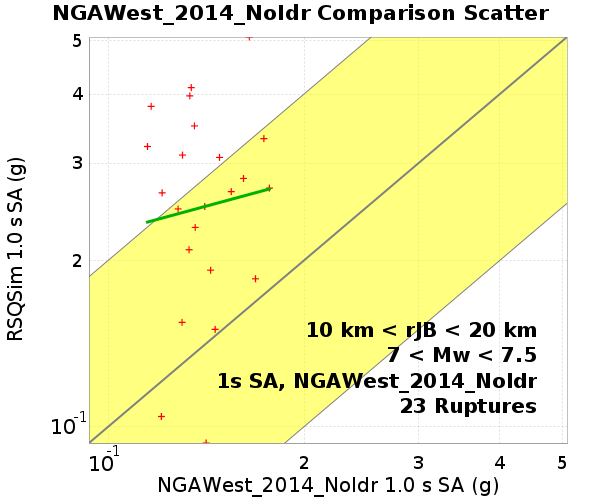 NGAWest_2014_NoIdr Comparison Scatter
RSQSim 1.0 s SA (g)
5
4
3
2
10-1
10 km < rJB < 20 km
7 < Mw < 7.5
1s SA, NGAWest_2014_NoIdr
23 Ruptures
10-1 2 3 4 5
NGAWest_2014_NoIdr 1.0 s SA (g)